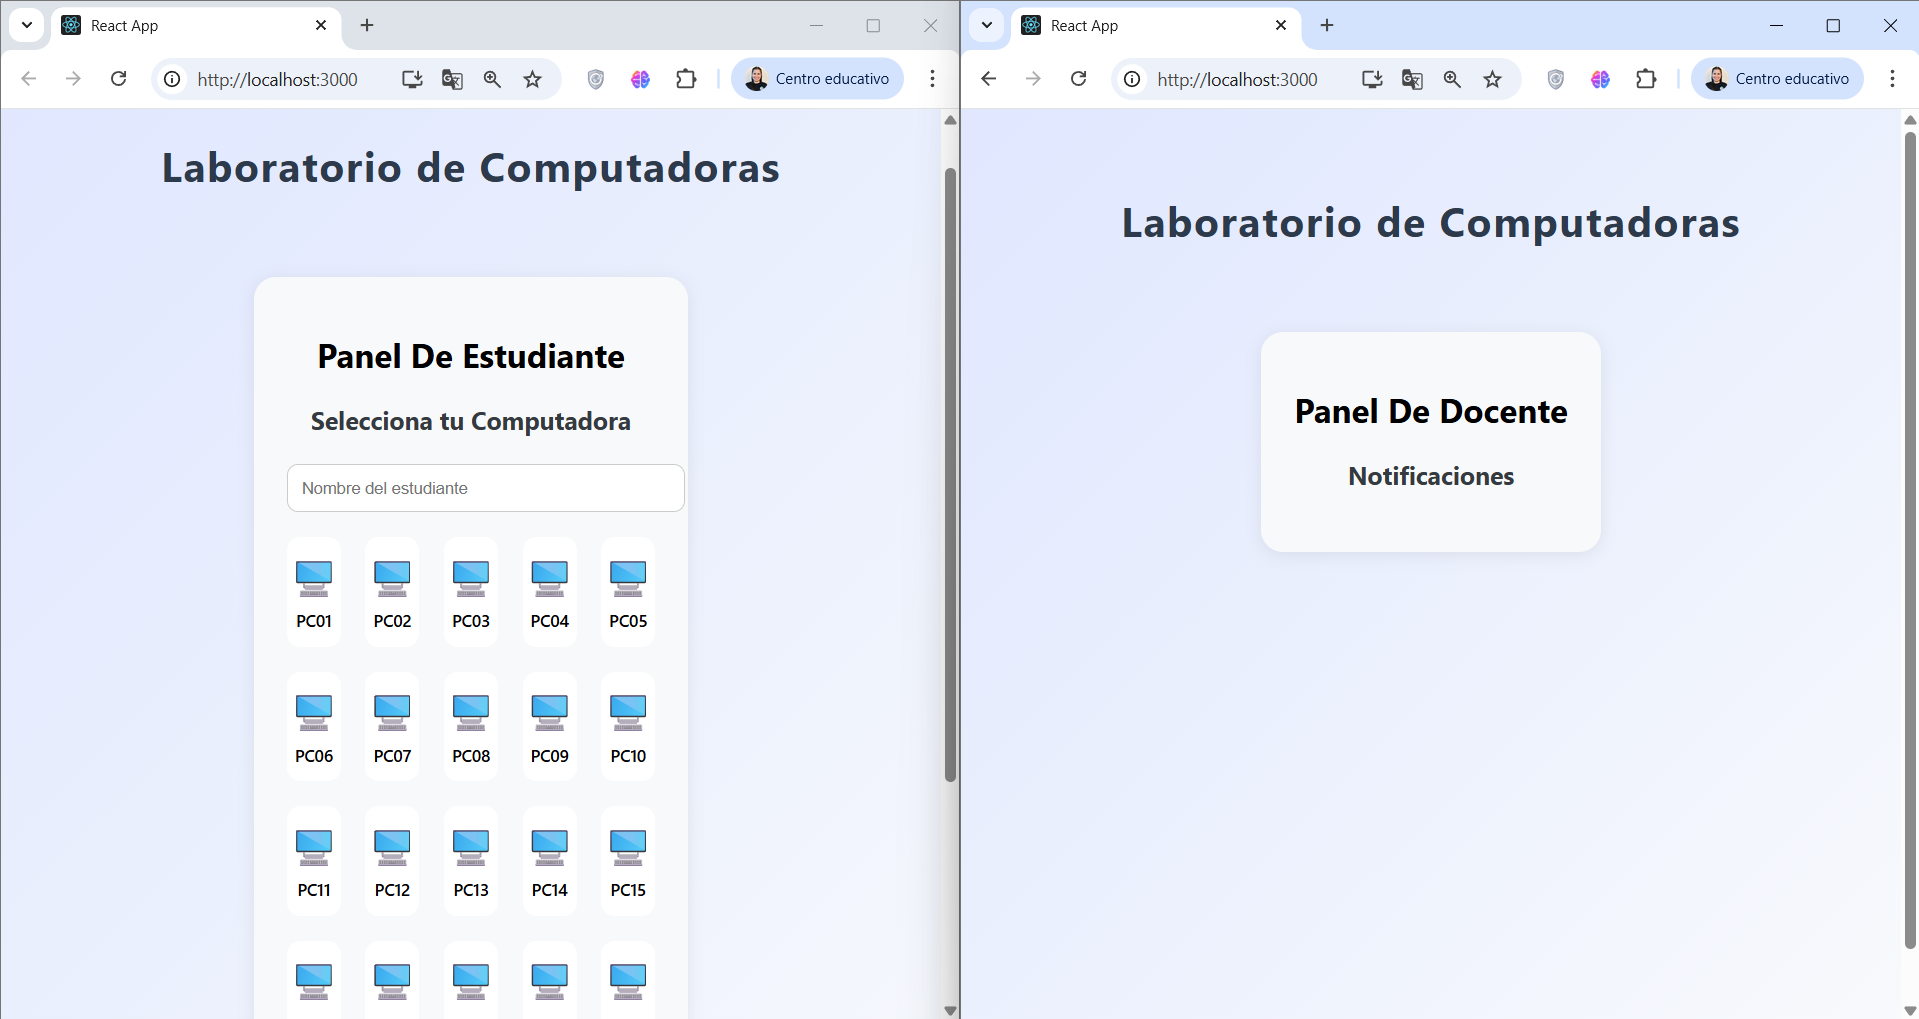 React App
http://localhost:3000
Centro educativo
Laboratorio de Computadoras
Panel De Estudiante
Selecciona tu Computadora
Nombre del estudiante
PC01 PC02 PC03 PC04 PC05
PC06 PC07 PC08 PC09 PC10
PC11 PC12 PC13 PC14 PC15
React App
http://localhost:3000
Centro educativo
Laboratorio de Computadoras
Panel De Docente
Notificaciones